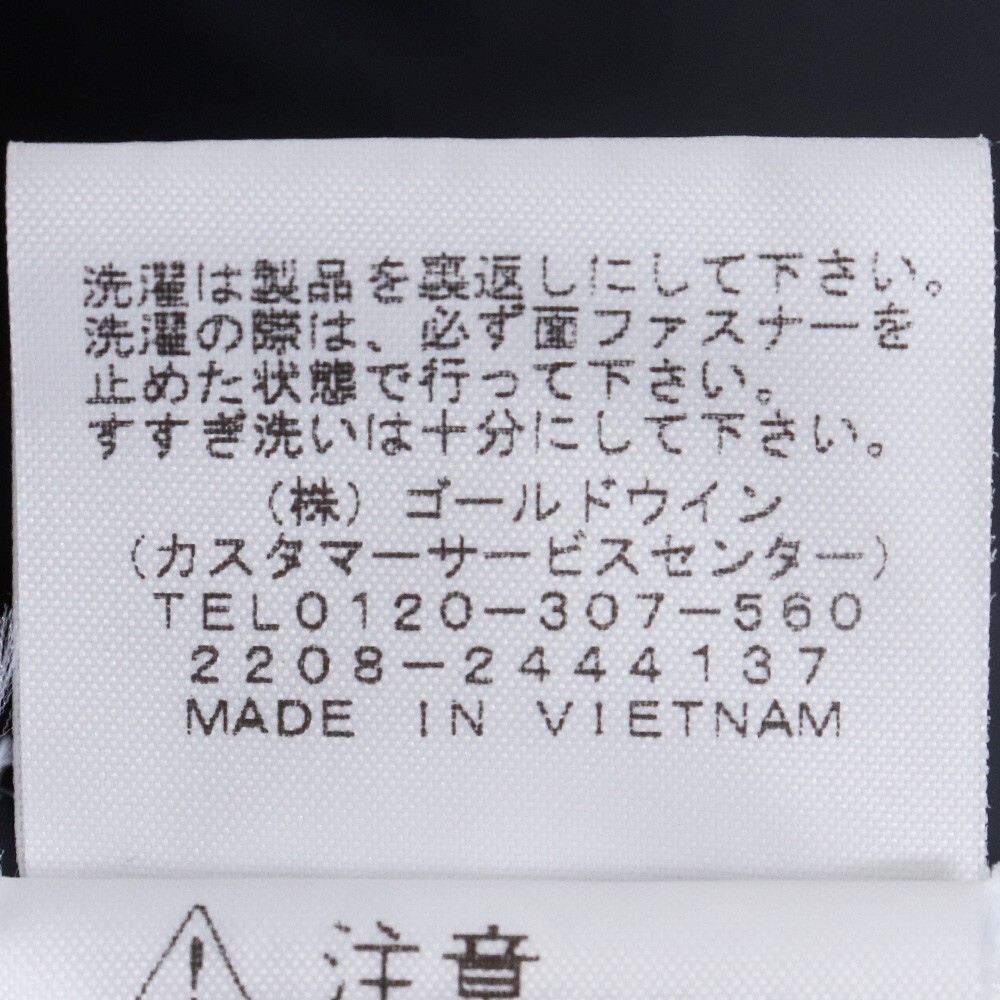 洗濯は製品を裏返しにして下さい。
洗濯の際は、必ず面ファスナーを
止めた状態で行って下さい。
すすぎ洗いは十分にして下さい。
(株) ゴールドウイン
(カスタマーサービスセンター)
TEL0120-307-560
2208-2444137
MADE IN VIETNAM
注意